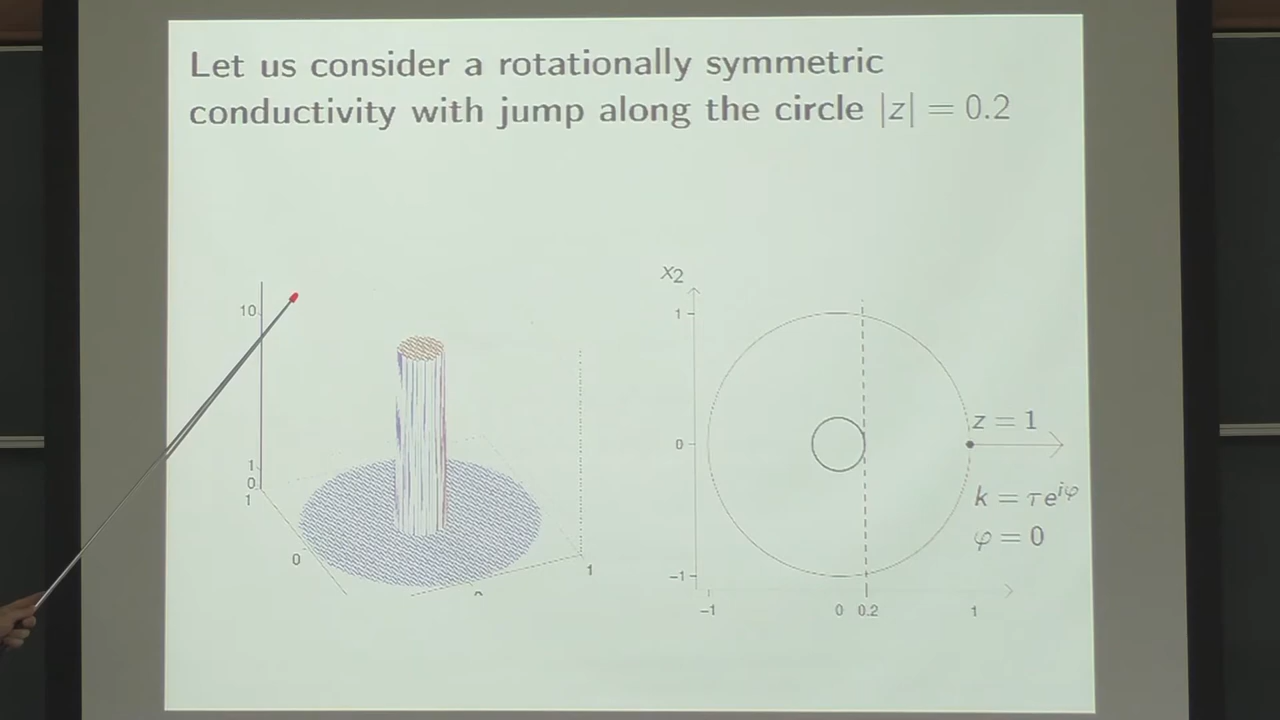 Let us consider a rotationally symmetric
conductivity with jump along the circle |z| = 0.2
10
1
0
1
0
1
x₂
1
0
−1
−1
0 0.2
1
z = 1
k = τe^{iφ}
φ = 0